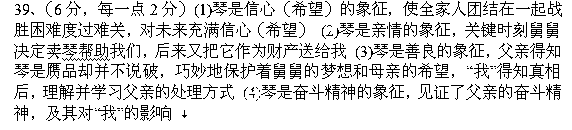 39、（6分，每一点2分）(1)琴是信心（希望）的象征，使全家人团结在一起战
胜困难度过难关，对未来充满信心（希望） (2)琴是亲情的象征，关键时刻舅舅
决定卖琴帮助我们，后来又把它作为财产送给我 (3)琴是善良的象征，父亲得知
琴是赝品却并不说破，巧妙地保护着舅舅的梦想和母亲的希望，“我”得知真相
后，理解并学习父亲的处理方式 (4)琴是奋斗精神的象征，见证了父亲的奋斗精
神，及其对“我”的影响 ↓